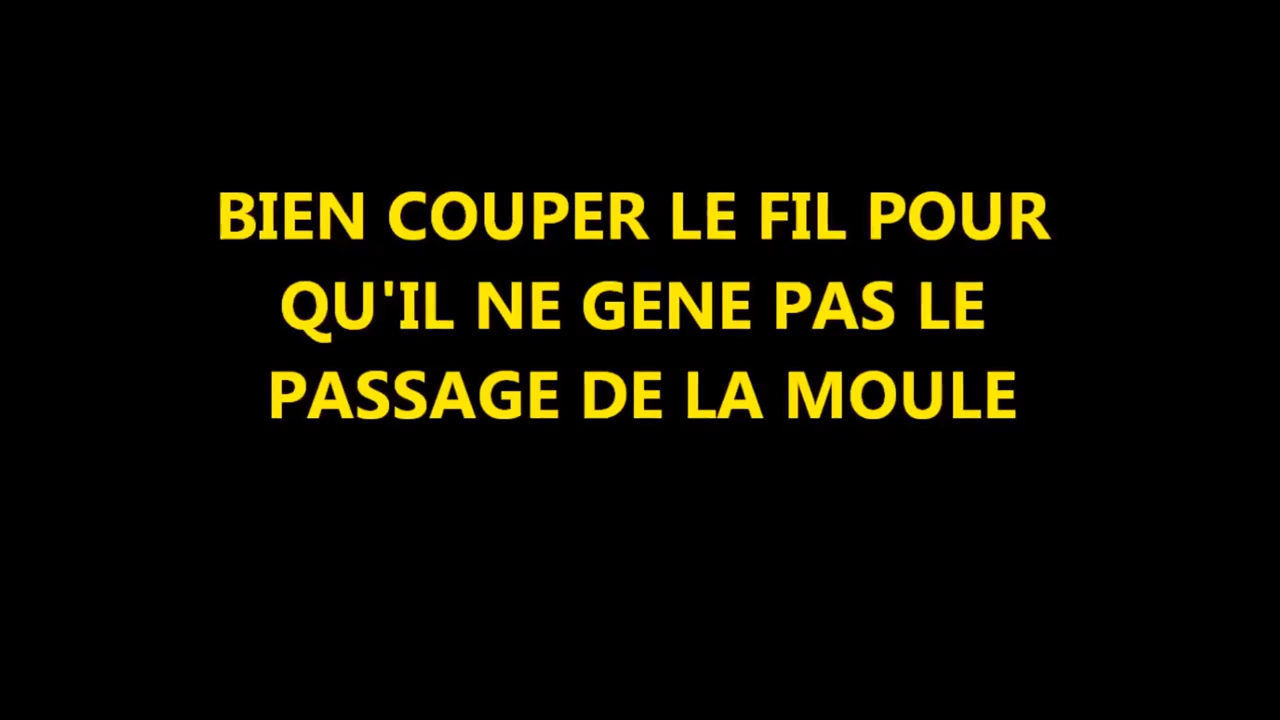 BIEN COUPER LE FIL POUR
QU'IL NE GENE PAS LE
PASSAGE DE LA MOULE